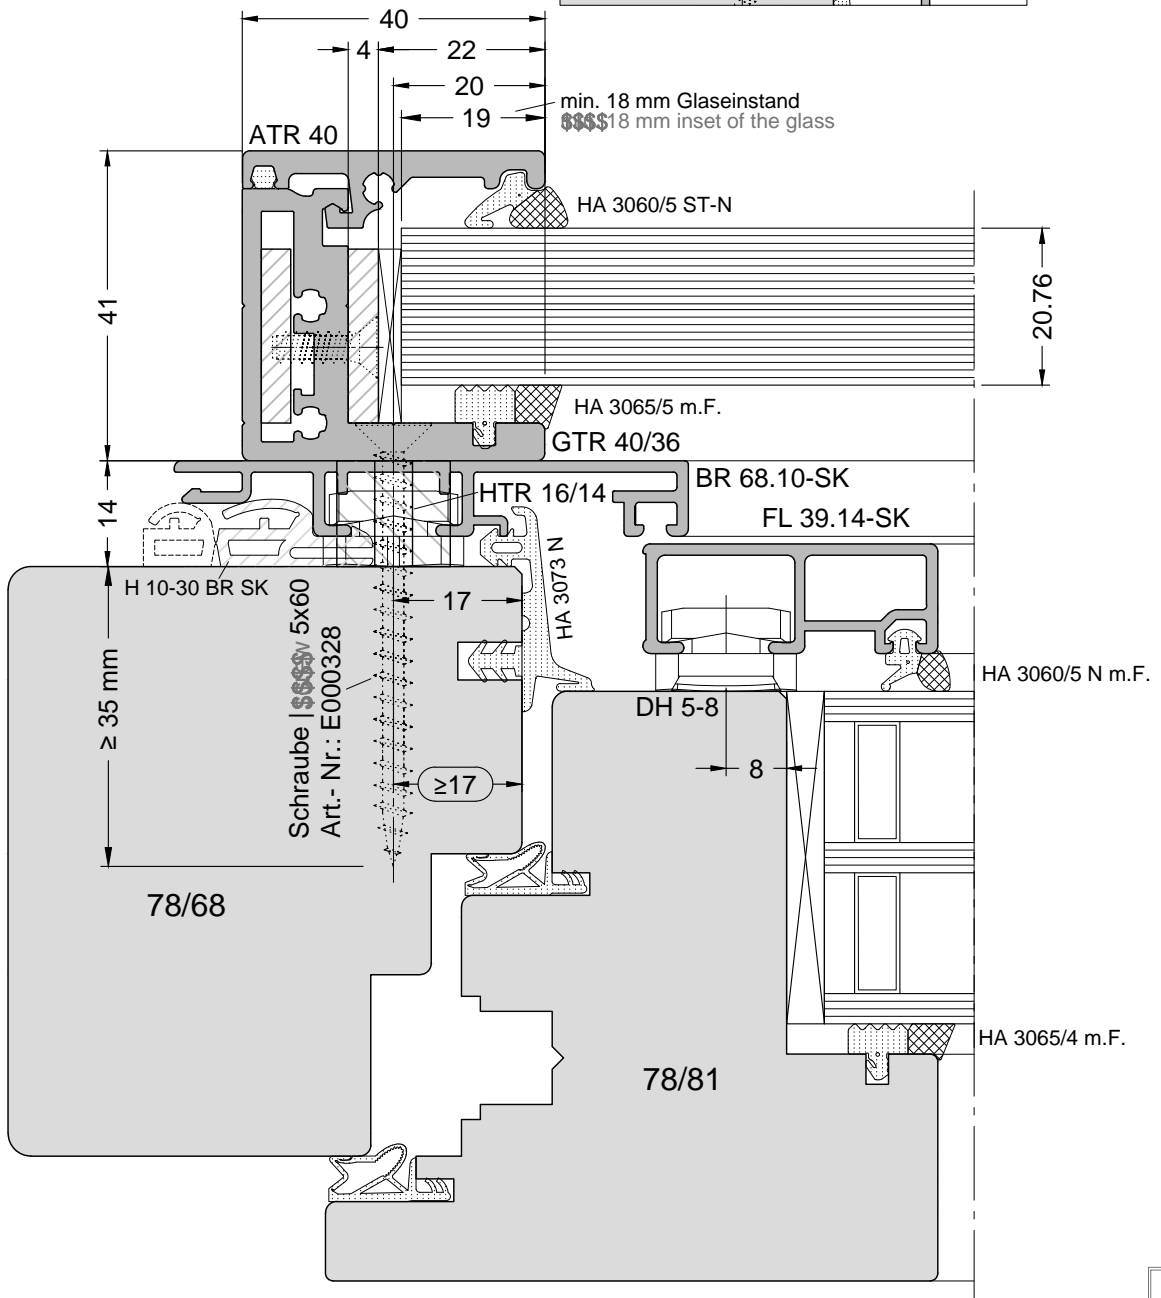 40
4
22
20
19
min. 18 mm Glaseinstand
18 mm inset of the glass
ATR 40
HA 3060/5 ST-N
41
20.76
HA 3065/5 m.F.
GTR 40/36
BR 68.10-SK
HTR 16/14
14
FL 39.14-SK
H 10-30 BR SK
HA 3073 N
17
≥ 35 mm
Schraube | 5x60
Art.- Nr.: E000328
HA 3060/5 N m.F.
DH 5-8
8
≥17
78/68
HA 3065/4 m.F.
78/81